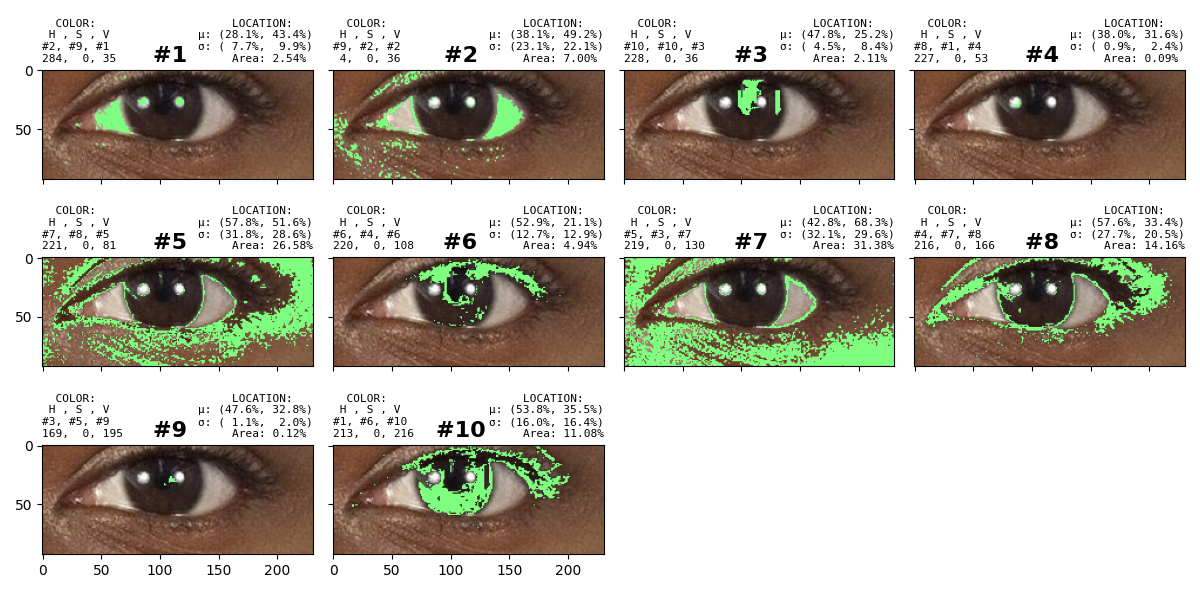 COLOR: LOCATION:
H , S , V μ: (28.1%, 43.4%)
#2, #9, #1 #1 σ: ( 7.7%,  9.9%)
284,  0, 35 Area: 2.54%
COLOR: LOCATION:
H , S , V μ: (38.1%, 49.2%)
#9, #2, #2 #2 σ: (23.1%, 22.1%)
4,  0, 36 Area: 7.00%
COLOR: LOCATION:
H , S , V μ: (47.8%, 25.2%)
#10, #10, #3 #3 σ: ( 4.5%,  8.4%)
228,  0, 36 Area: 2.11%
COLOR: LOCATION:
H , S , V μ: (38.0%, 31.6%)
#8, #1, #4 #4 σ: ( 0.9%,  2.4%)
227,  0, 53 Area: 0.09%
0
50
COLOR: LOCATION:
H , S , V μ: (57.8%, 51.6%)
#7, #8, #5 #5 σ: (31.8%, 28.6%)
221,  0, 81 Area: 26.58%
COLOR: LOCATION:
H , S , V μ: (52.9%, 21.1%)
#6, #4, #6 #6 σ: (12.7%, 12.9%)
220,  0, 108 Area: 4.94%
COLOR: LOCATION:
H , S , V μ: (42.8%, 68.3%)
#5, #3, #7 #7 σ: (32.1%, 29.6%)
219,  0, 130 Area: 31.38%
COLOR: LOCATION:
H , S , V μ: (57.6%, 33.4%)
#4, #7, #8 #8 σ: (27.7%, 20.5%)
216,  0, 166 Area: 14.16%
0
50
COLOR: LOCATION:
H , S , V μ: (47.6%, 32.8%)
#3, #5, #9 #9 σ: ( 1.1%,  2.0%)
169,  0, 195 Area: 0.12%
COLOR: LOCATION:
H , S , V μ: (53.8%, 35.5%)
#1, #6, #10 #10 σ: (16.0%, 16.4%)
213,  0, 216 Area: 11.08%
0
50
0 50 100 150 200
0 50 100 150 200